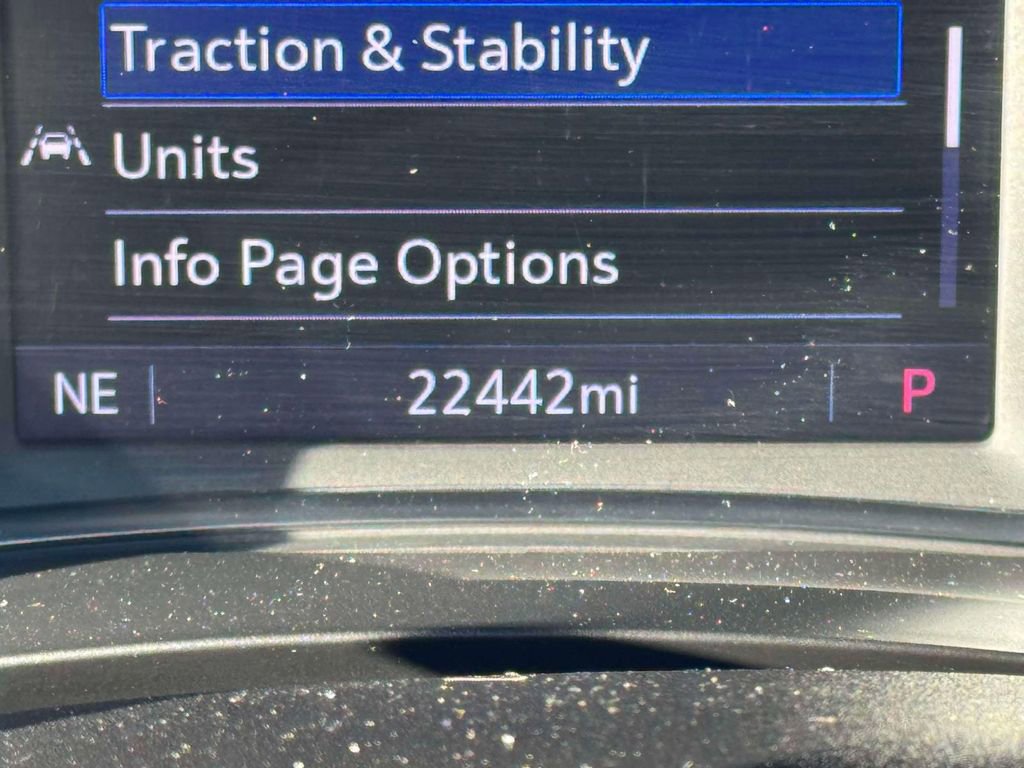 Traction & Stability
Units
Info Page Options
NE 22442mi P